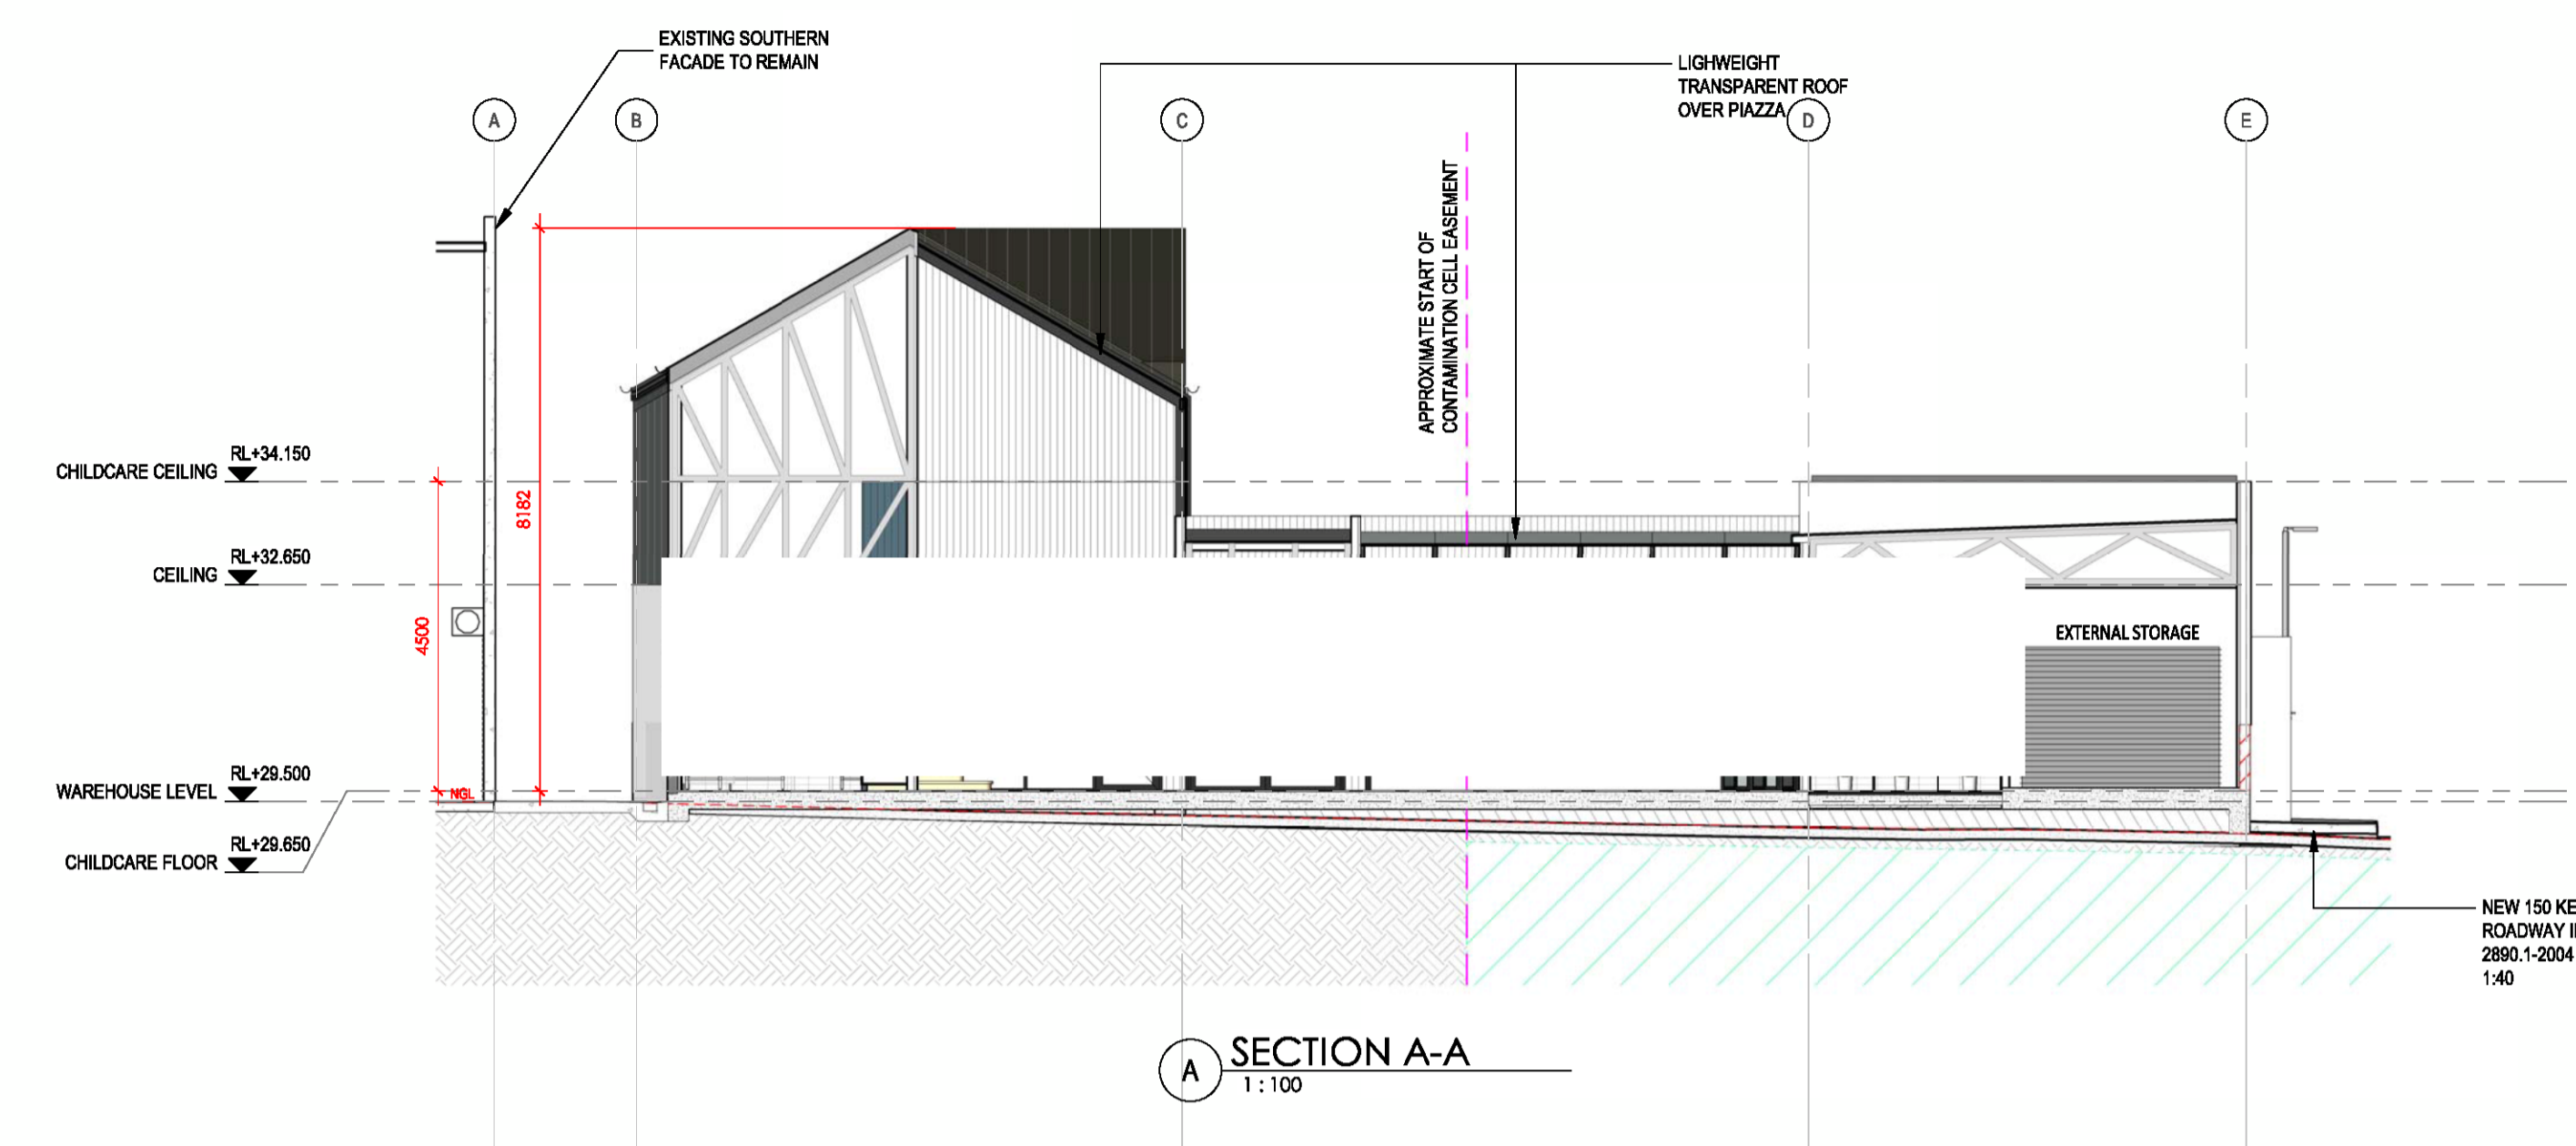 EXISTING SOUTHERN
FACADE TO REMAIN
LIGHWEIGHT
TRANSPARENT ROOF
OVER PIAZZA
A
B
C
D
E
APPROXIMATE START OF
CONTAMINATION CELL EASEMENT
RL+34.150
CHILDCARE CEILING
8182
RL+32.650
CEILING
4500
EXTERNAL STORAGE
RL+29.500
WAREHOUSE LEVEL
NGL
RL+29.650
CHILDCARE FLOOR
NEW 150 KE
ROADWAY I
2890.1-2004
1:40
A
SECTION A-A
1 : 100